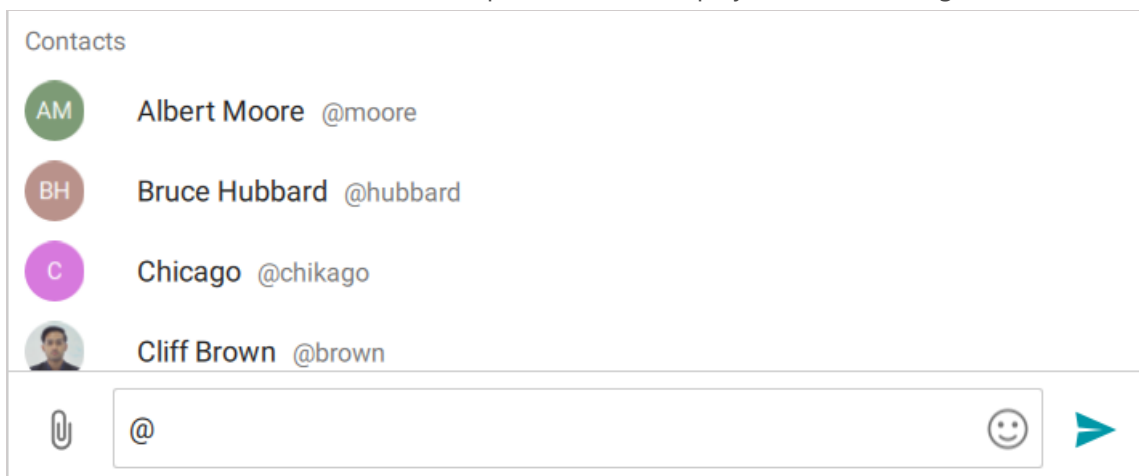 Contacts
AM Albert Moore @moore
BH Bruce Hubbard @hubbard
C Chicago @chikago
Cliff Brown @brown
@